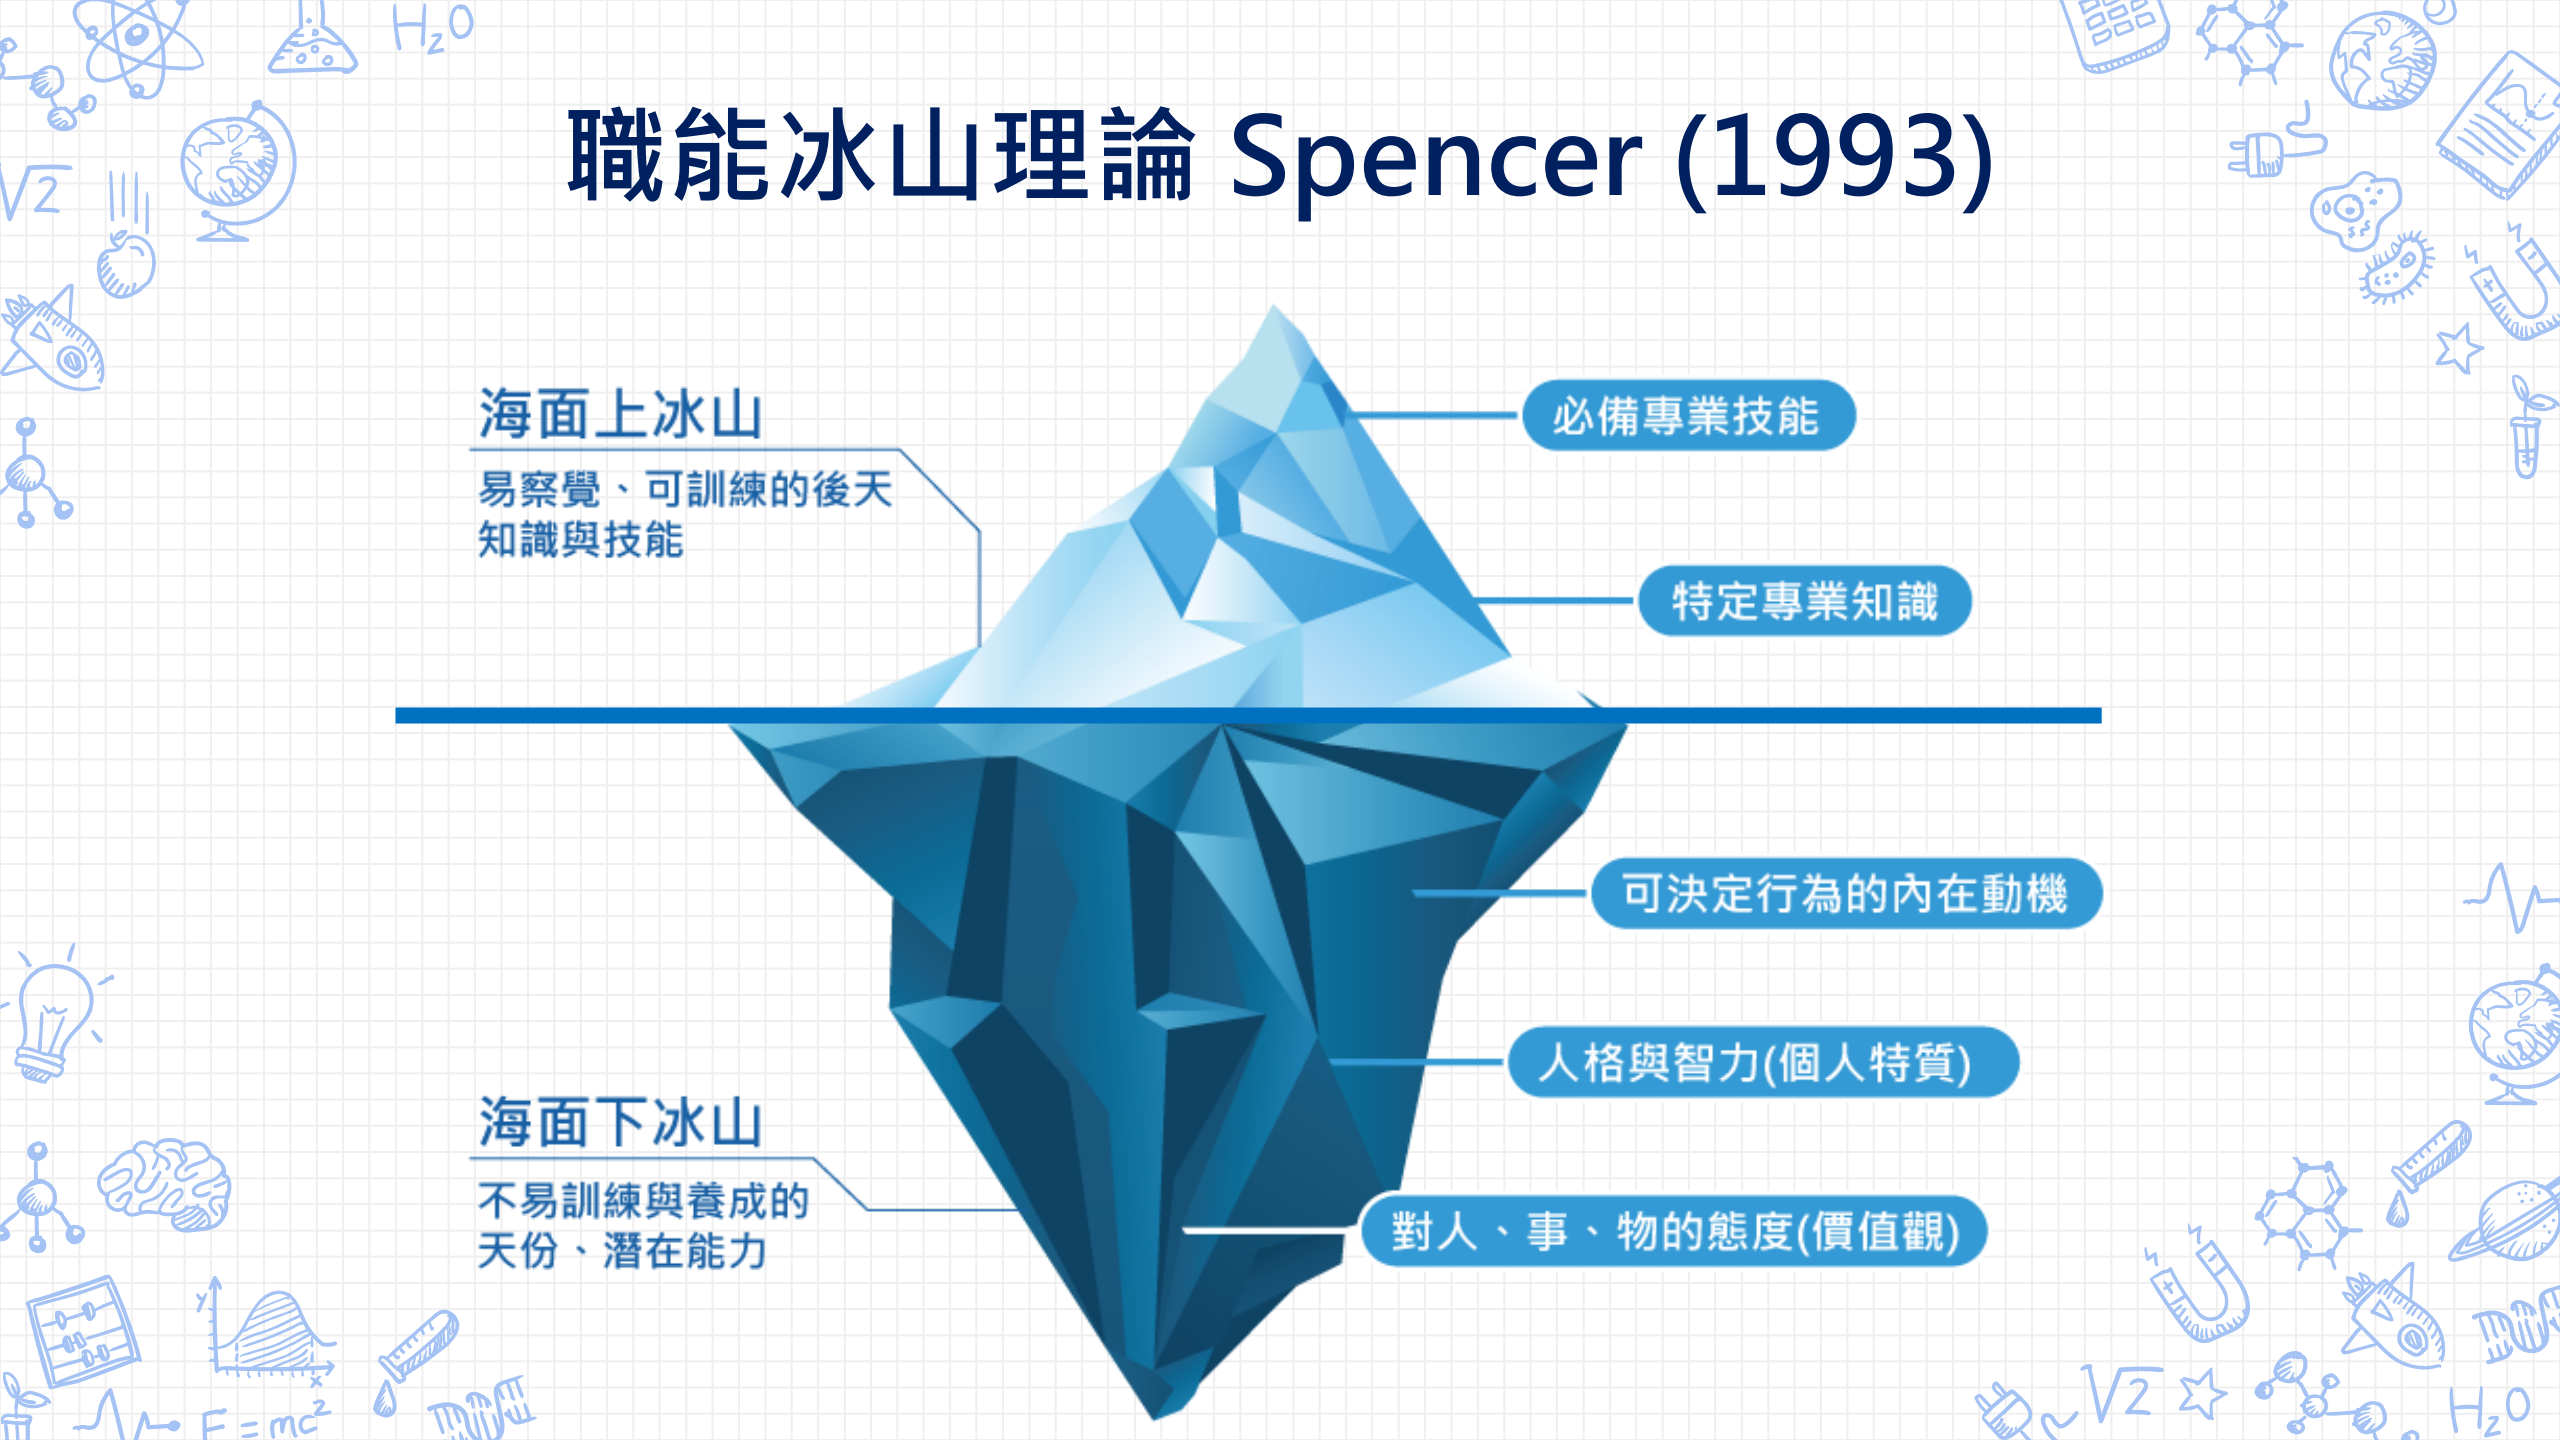 H₂O
√2
職能冰山理論 Spencer (1993)
海面上冰山
易察覺、可訓練的後天
知識與技能
必備專業技能
特定專業知識
可決定行為的內在動機
人格與智力(個人特質)
海面下冰山
不易訓練與養成的
天份、潛在能力
對人、事、物的態度(價值觀)
y
x
E=mc²
√2
H₂O